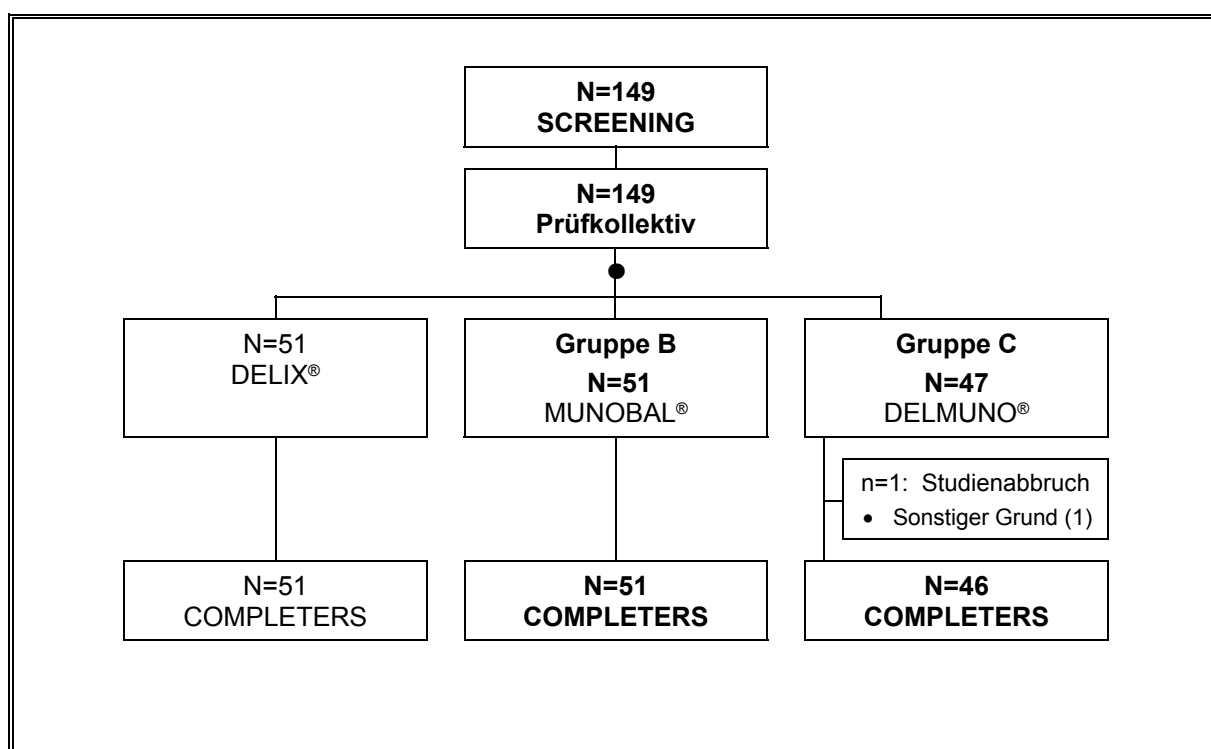 N=149
SCREENING
N=149
Prüfkollektiv
N=51
DELIX®
Gruppe B
N=51
MUNOBAL®
Gruppe C
N=47
DELMUNO®
n=1: Studienabbruch
• Sonstiger Grund (1)
N=51
COMPLETERS
N=51
COMPLETERS
N=46
COMPLETERS